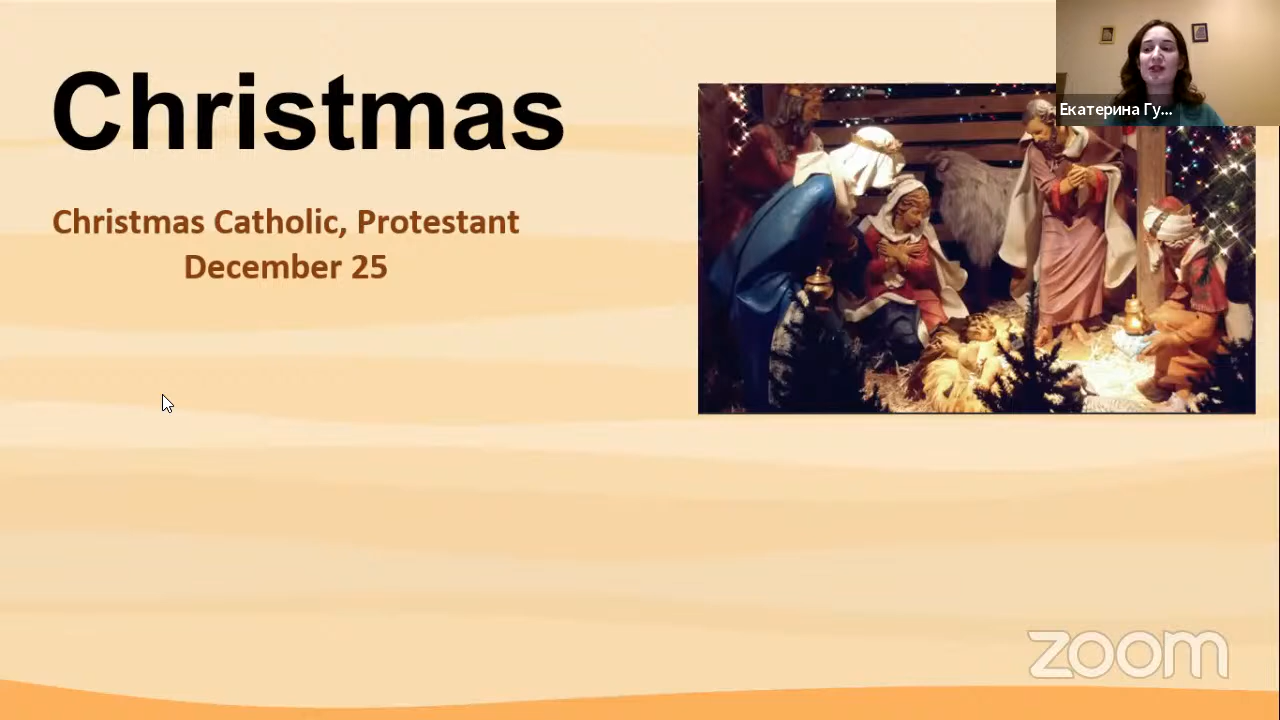 Christmas
Christmas Catholic, Protestant
December 25
Екатерина Гу...
zoom